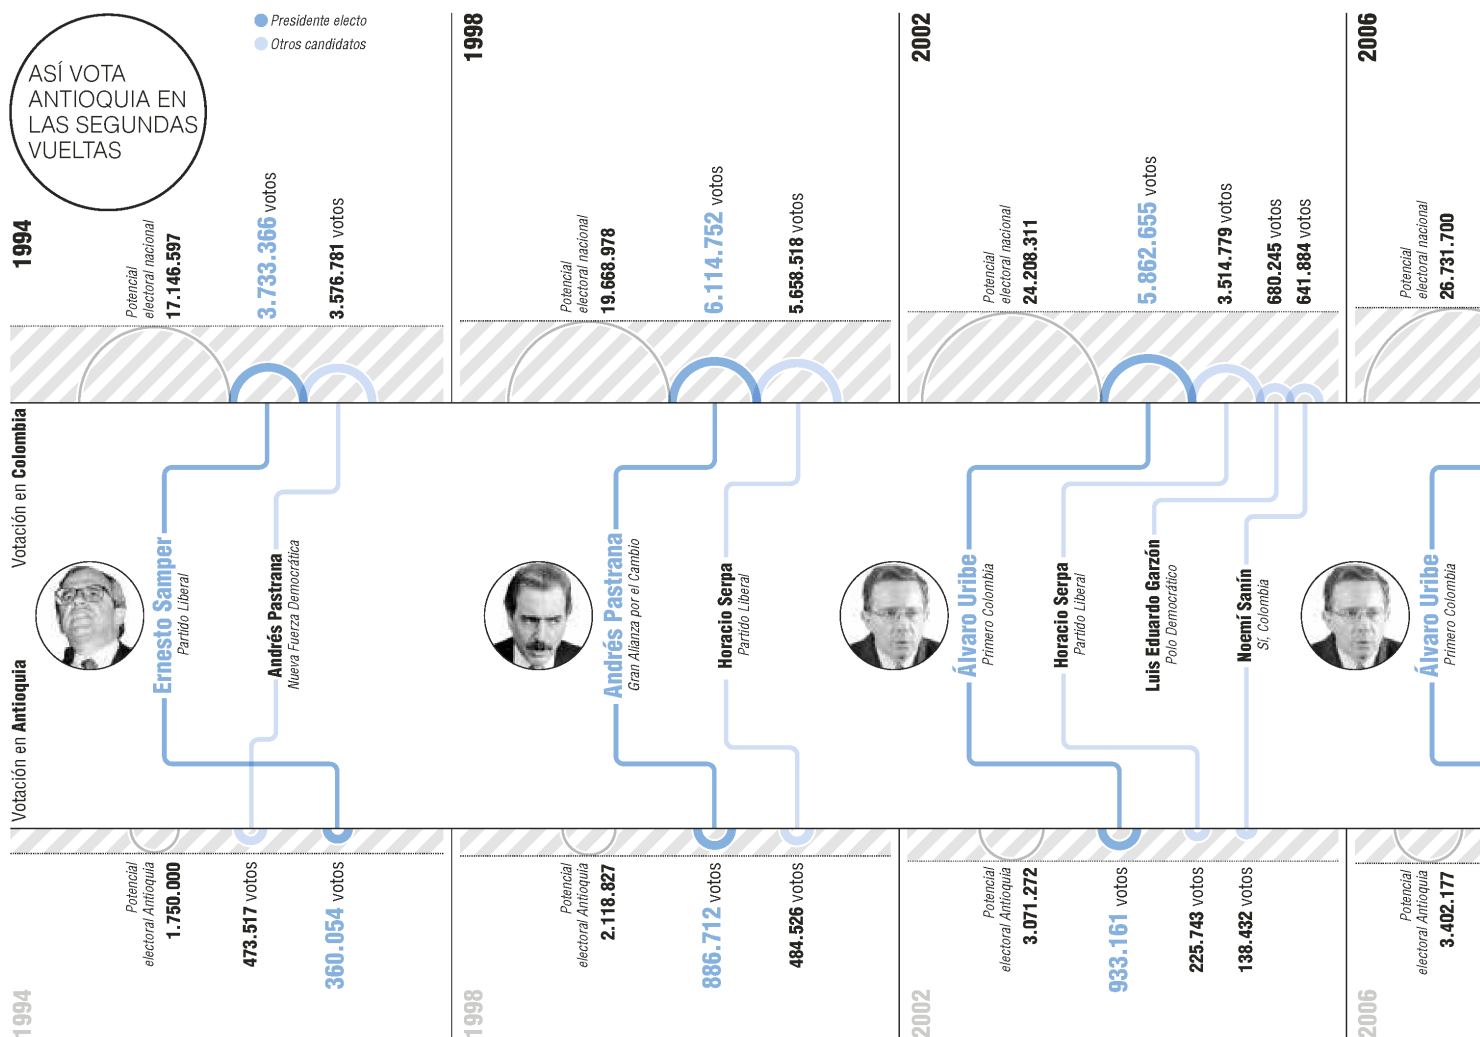 ASÍ VOTA
ANTIOQUIA EN
LAS SEGUNDAS
VUELTAS
Presidente electo
Otros candidatos
Votación en Colombia
Votación en Antioquia
1994
Potencial
electoral nacional
17.146.597
3.733.366 votos
3.576.781 votos
Ernesto Samper
Partido Liberal
Andrés Pastrana
Nueva Fuerza Democrática
Potencial
electoral Antioquia
1.750.000
473.517 votos
360.054 votos
1994
1998
Potencial
electoral nacional
19.668.978
6.114.752 votos
5.658.518 votos
Andrés Pastrana
Gran Alianza por el Cambio
Horacio Serpa
Partido Liberal
Potencial
electoral Antioquia
2.118.827
886.712 votos
484.526 votos
1998
2002
Potencial
electoral nacional
24.208.311
5.862.655 votos
3.514.779 votos
680.245 votos
641.884 votos
Álvaro Uribe
Primero Colombia
Horacio Serpa
Partido Liberal
Luis Eduardo Garzón
Polo Democrático
Noemí Sanín
Sí, Colombia
Potencial
electoral Antioquia
3.071.272
933.161 votos
225.743 votos
138.432 votos
2002
2006
Potencial
electoral nacional
26.731.700
Álvaro Uribe
Primero Colombia
Potencial
electoral Antioquia
3.402.177
2006